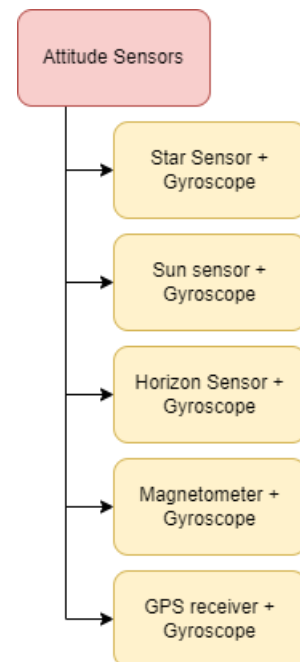 Attitude Sensors
Star Sensor +
Gyroscope
Sun sensor +
Gyroscope
Horizon Sensor +
Gyroscope
Magnetometer +
Gyroscope
GPS receiver +
Gyroscope